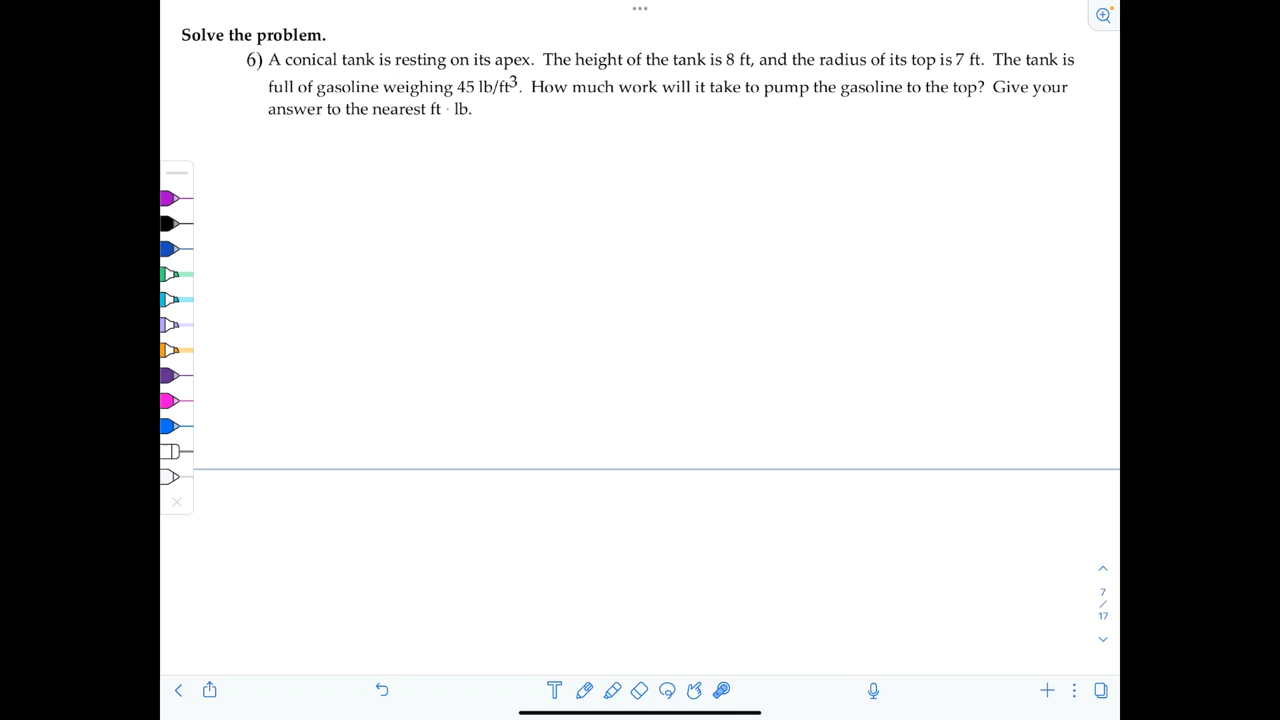 Solve the problem.
6) A conical tank is resting on its apex. The height of the tank is 8 ft, and the radius of its top is 7 ft. The tank is
full of gasoline weighing 45 lb/ft³. How much work will it take to pump the gasoline to the top? Give your
answer to the nearest ft · lb.
7
/
17